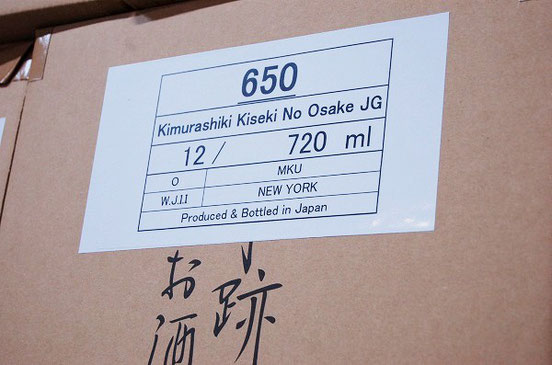 650
Kimurashiki Kiseki No Osake JG
12 / 720 ml
O MKU
W.J.I.I NEW YORK
Produced & Bottled in Japan
跡
お酒